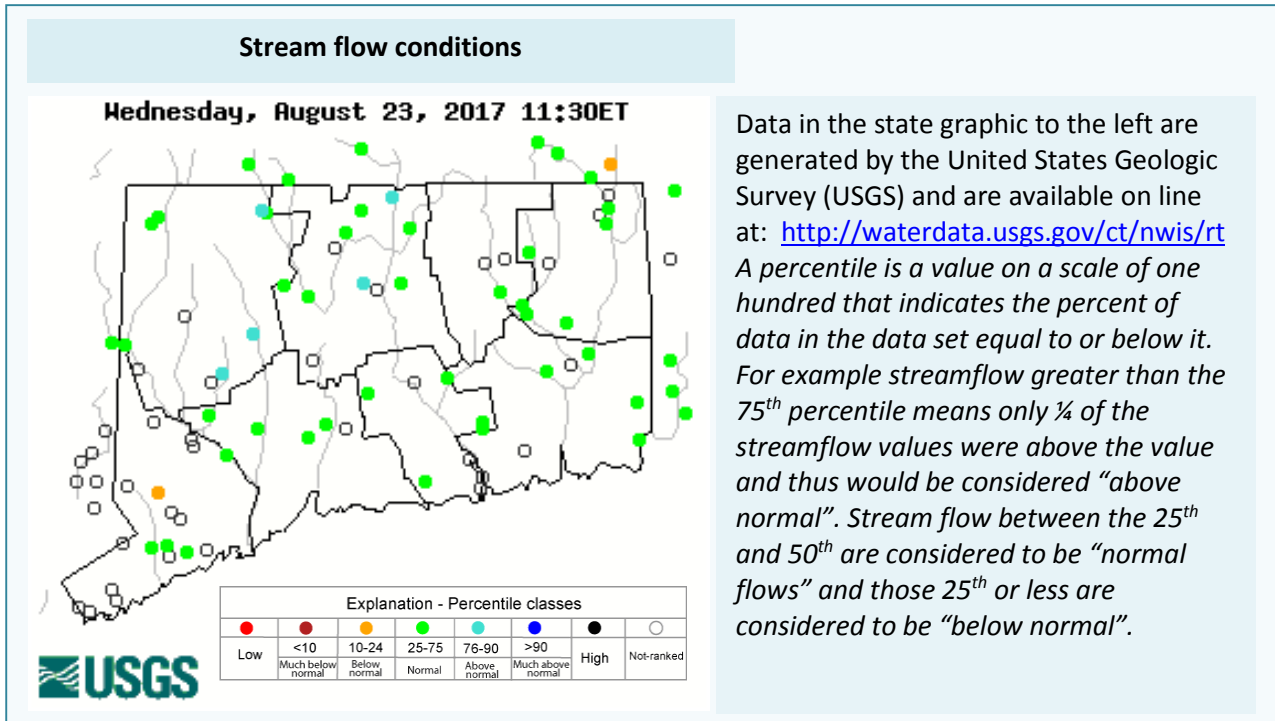 Stream flow conditions
Wednesday, August 23, 2017 11:30ET
Explanation - Percentile classes
Low
<10
10-24
25-75
76-90
>90
High
Not-ranked
Much below
normal
Below
normal
Normal
Above
normal
Much above
normal
USGS
Data in the state graphic to the left are
generated by the United States Geologic
Survey (USGS) and are available on line
at: http://waterdata.usgs.gov/ct/nwis/rt
A percentile is a value on a scale of one
hundred that indicates the percent of
data in the data set equal to or below it.
For example streamflow greater than the
75th percentile means only ¼ of the
streamflow values were above the value
and thus would be considered “above
normal”. Stream flow between the 25th
and 50th are considered to be “normal
flows” and those 25th or less are
considered to be “below normal”.